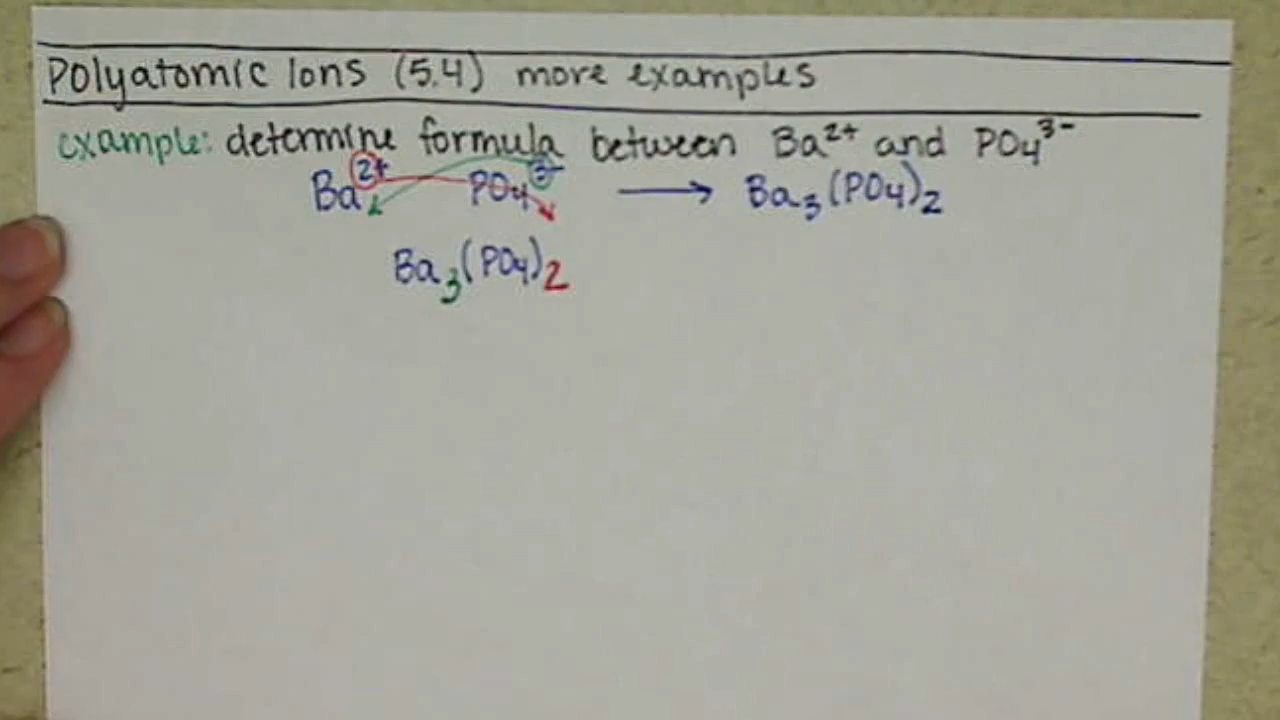 Polyatomic Ions (5.4) more examples
example: determine formula between Ba²⁺ and PO₄³⁻
Ba²⁺ PO₄³⁻ → Ba₃(PO₄)₂
Ba₃(PO₄)₂